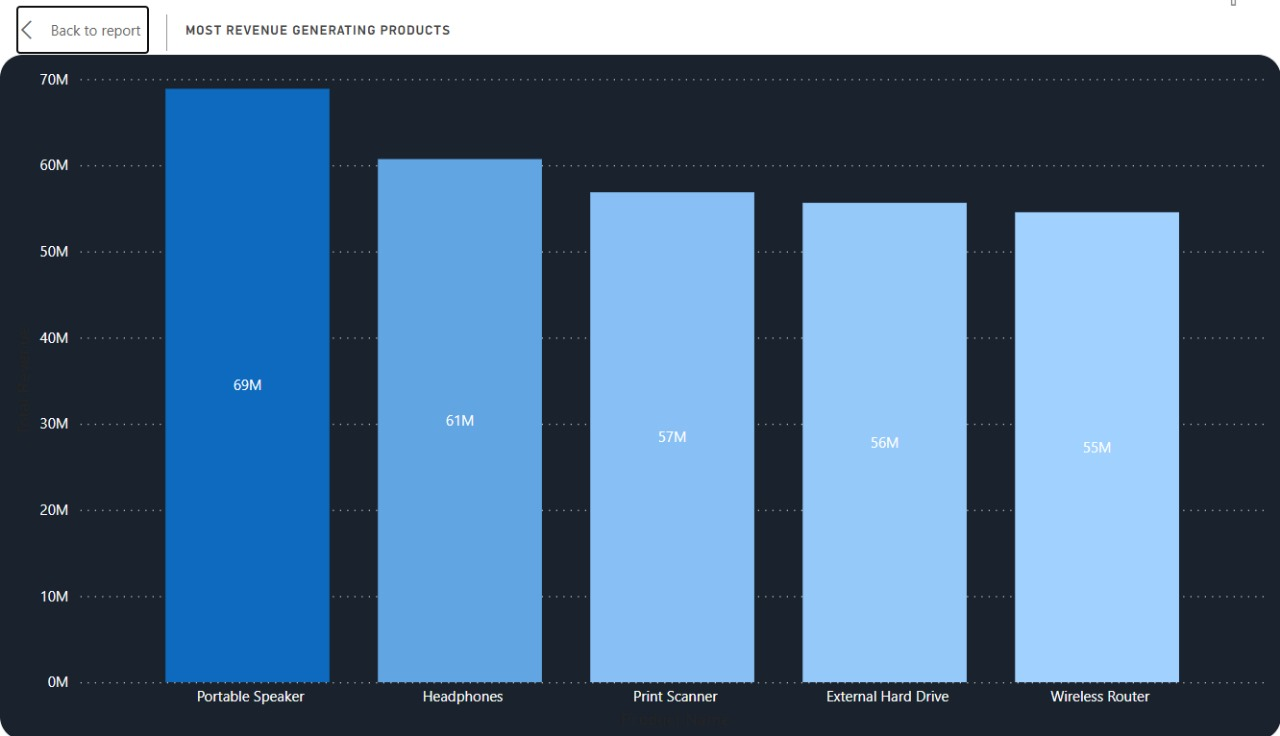 Back to report
MOST REVENUE GENERATING PRODUCTS
70M
60M
50M
40M
30M
20M
10M
0M
69M
61M
57M
56M
55M
Portable Speaker
Headphones
Print Scanner
External Hard Drive
Wireless Router